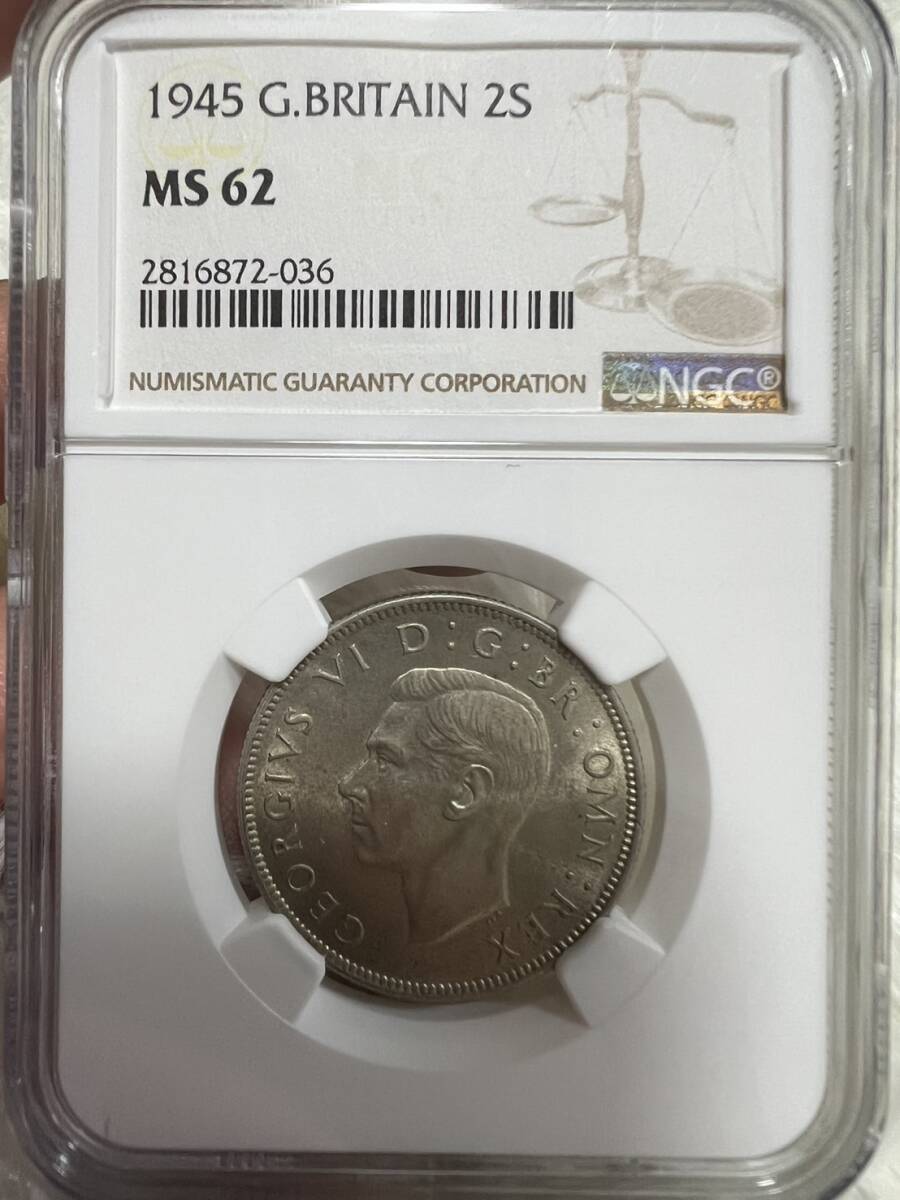 1945 G.BRITAIN 2S
MS 62
2816872-036
NUMISMATIC GUARANTY CORPORATION
NGC®
GEORGIVS VI D:G:BR:OMN:REX